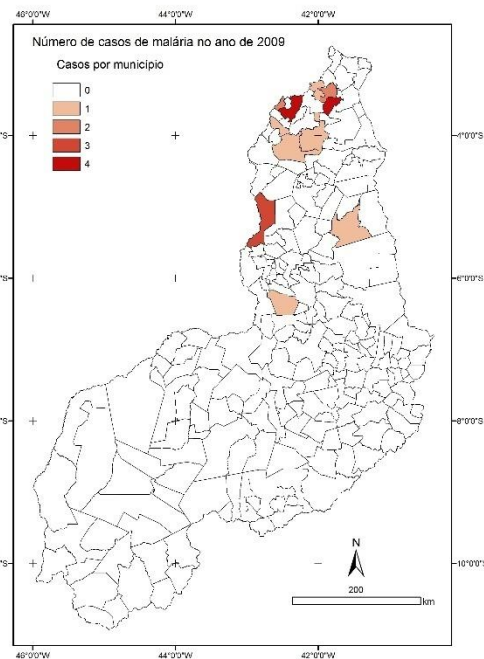 46°0'0"W 44°0'0"W 42°0'0"W
Número de casos de malária no ano de 2009
Casos por município
0
1
2
3
4
4°0'0"S
6°0'0"S
8°0'0"S
N
10°0'0"S
200
km
46°0'0"W 44°0'0"W 42°0'0"W